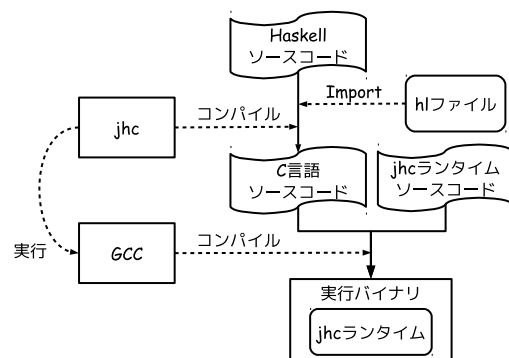 Haskell
ソースコード
Import
hlファイル
コンパイル
jhc
C言語
ソースコード
jhcランタイム
ソースコード
コンパイル
実行
GCC
実行バイナリ
jhcランタイム